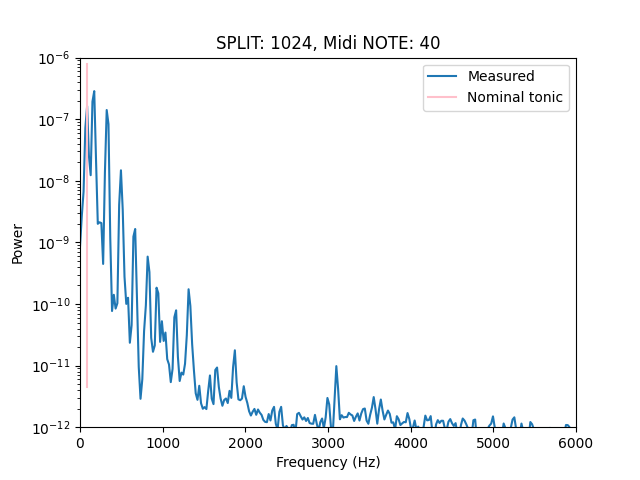 SPLIT: 1024, Midi NOTE: 40
Measured
Nominal tonic
Power
10⁻⁶
10⁻⁷
10⁻⁸
10⁻⁹
10⁻¹⁰
10⁻¹¹
10⁻¹²
0 1000 2000 3000 4000 5000 6000
Frequency (Hz)